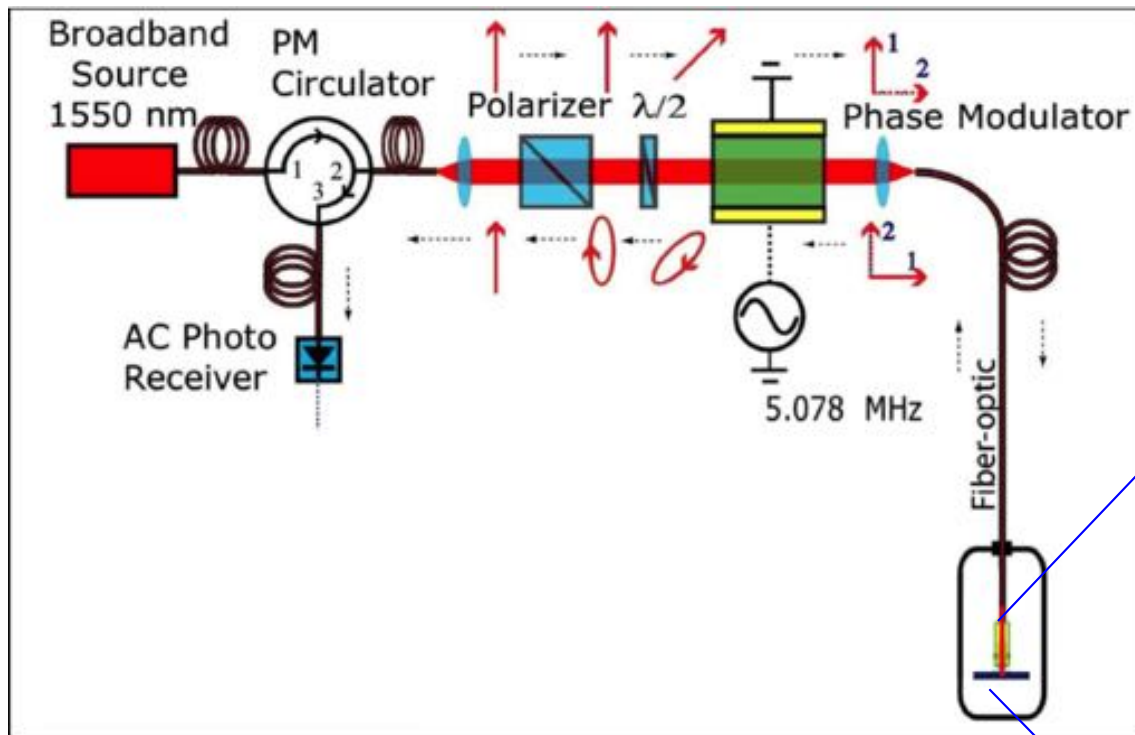 Broadband
Source
1550 nm
PM
Circulator
Polarizer
λ/2
Phase Modulator
1
2
1
2
3
2
1
AC Photo
Receiver
5.078 MHz
Fiber-optic